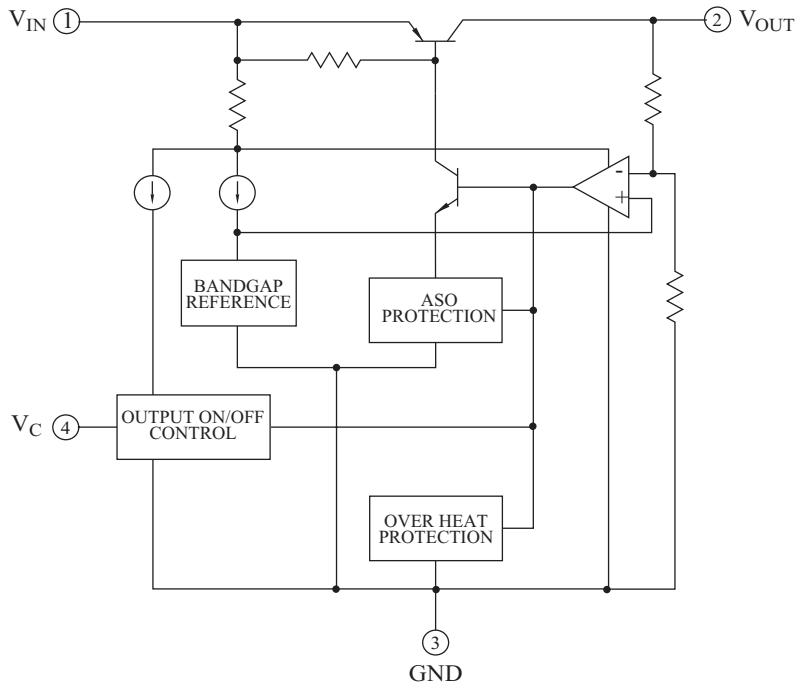 V_IN 1
2 V_OUT
-
+
BANDGAP
REFERENCE
ASO
PROTECTION
V_C 4
OUTPUT ON/OFF
CONTROL
OVER HEAT
PROTECTION
3
GND